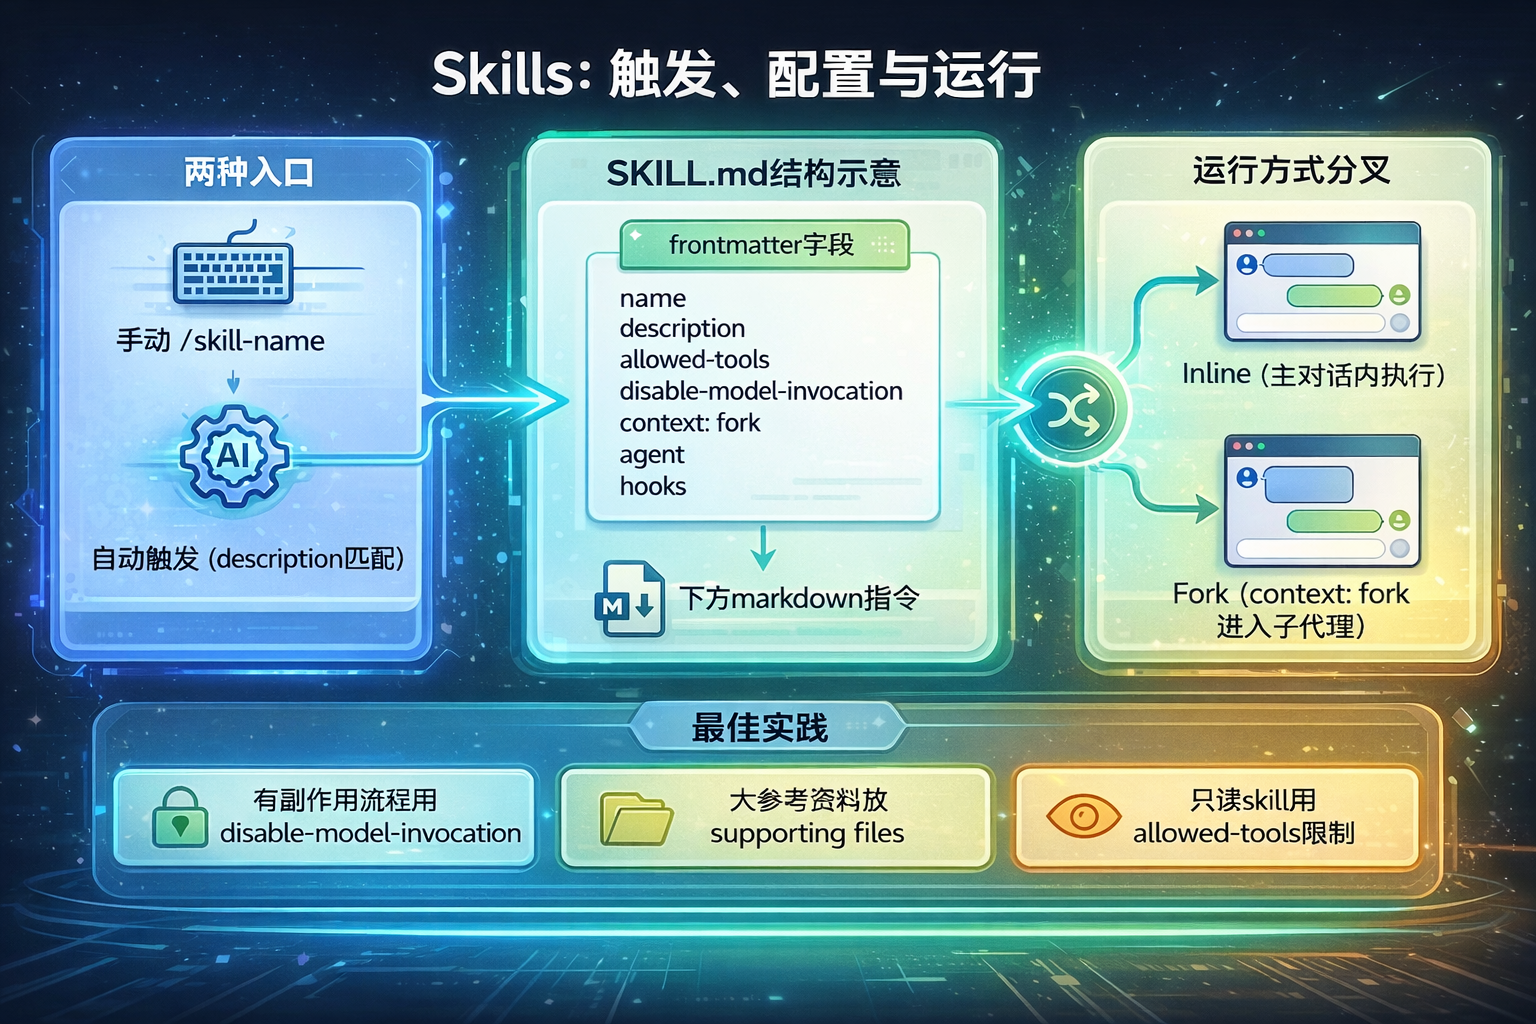 Skills: 触发、配置与运行
两种入口
手动 /skill-name
AI
自动触发 (description匹配)
SKILL.md结构示意
frontmatter字段
name
description
allowed-tools
disable-model-invocation
context: fork
agent
hooks
M
下方markdown指令
运行方式分叉
Inline (主对话内执行)
Fork (context: fork
进入子代理)
最佳实践
有副作用流程用
disable-model-invocation
大参考资料放
supporting files
只读skill用
allowed-tools限制